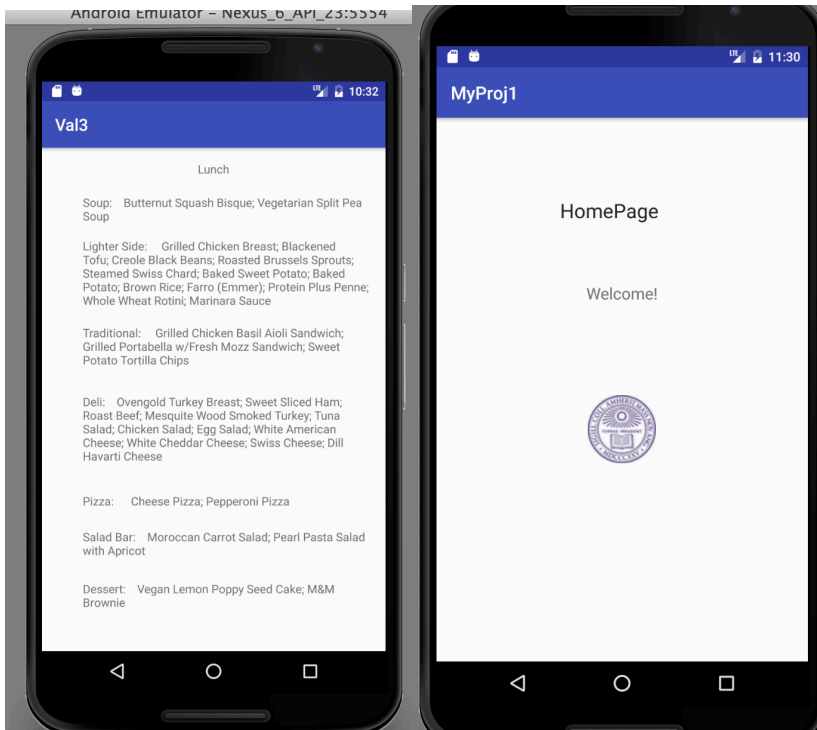 Android Emulator - Nexus_6_API_23:5554
LTE 10:32
Val3
Lunch
Soup: Butternut Squash Bisque; Vegetarian Split Pea
Soup
Lighter Side: Grilled Chicken Breast; Blackened
Tofu; Creole Black Beans; Roasted Brussels Sprouts;
Steamed Swiss Chard; Baked Sweet Potato; Baked
Potato; Brown Rice; Farro (Emmer); Protein Plus Penne;
Whole Wheat Rotini; Marinara Sauce
Traditional: Grilled Chicken Basil Aioli Sandwich;
Grilled Portabella w/Fresh Mozz Sandwich; Sweet
Potato Tortilla Chips
Deli: Ovengold Turkey Breast; Sweet Sliced Ham;
Roast Beef; Mesquite Wood Smoked Turkey; Tuna
Salad; Chicken Salad; Egg Salad; White American
Cheese; White Cheddar Cheese; Swiss Cheese; Dill
Havarti Cheese
Pizza: Cheese Pizza; Pepperoni Pizza
Salad Bar: Moroccan Carrot Salad; Pearl Pasta Salad
with Apricot
Dessert: Vegan Lemon Poppy Seed Cake; M&M
Brownie
LTE 11:30
MyProj1
HomePage
Welcome!